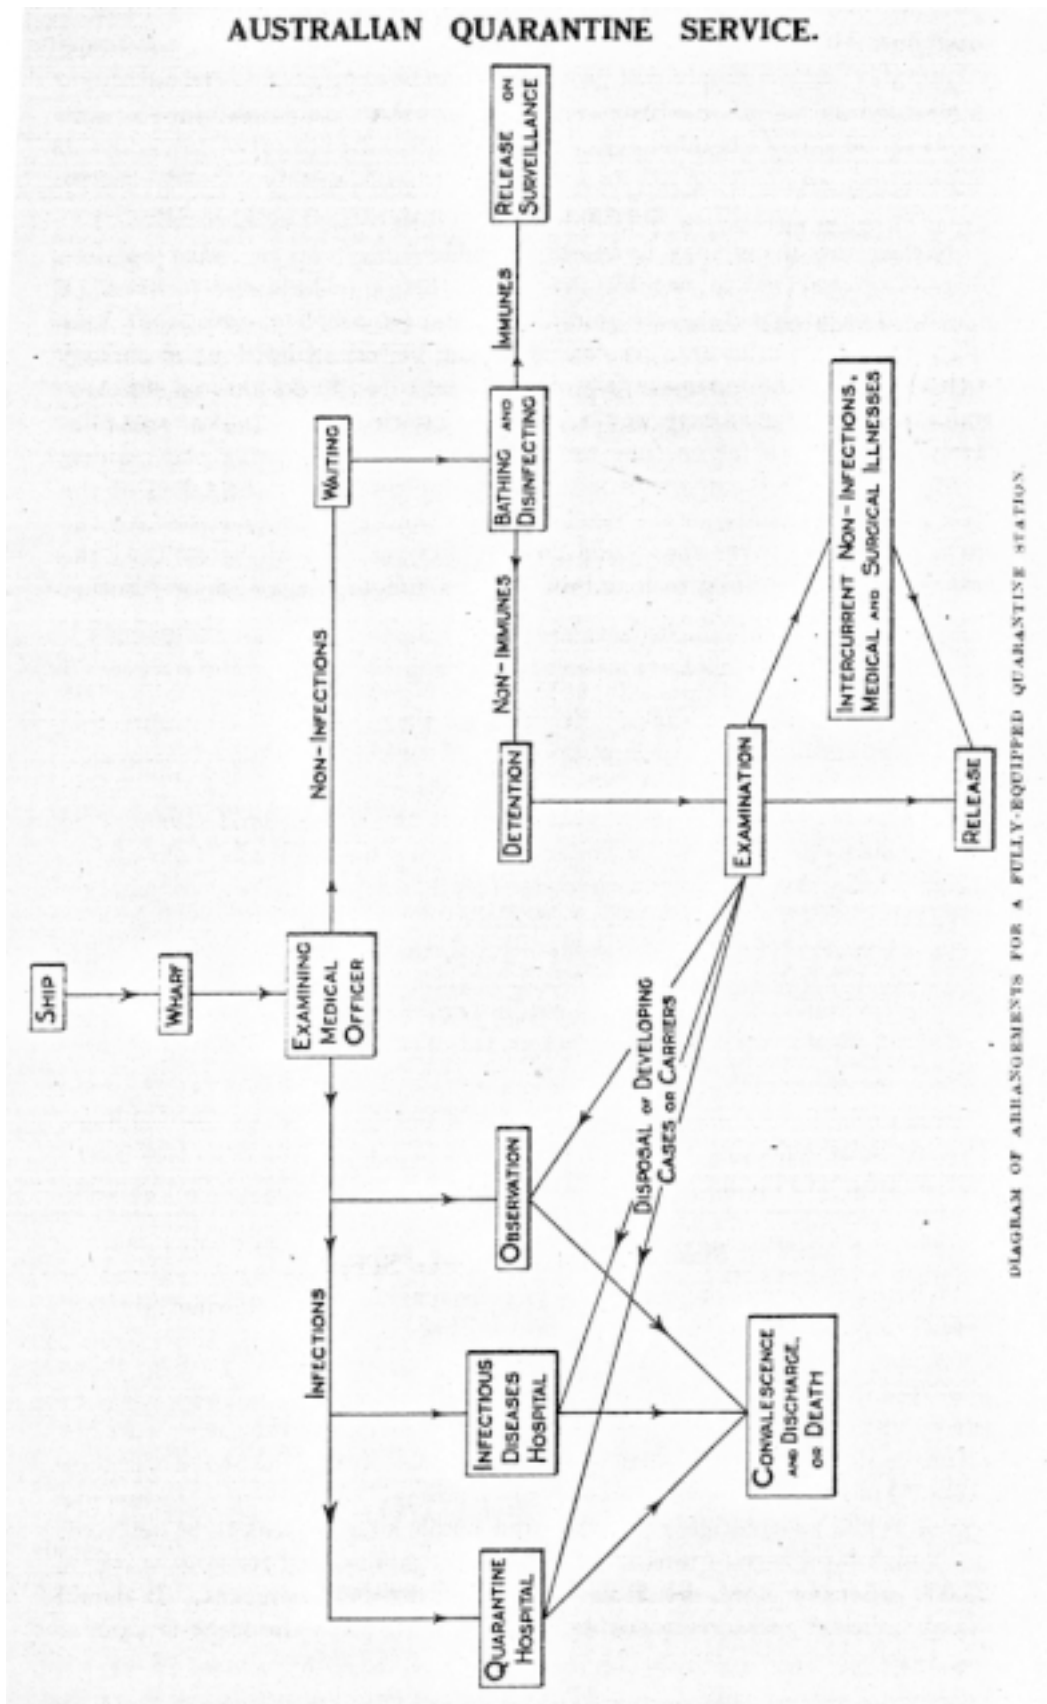 AUSTRALIAN QUARANTINE SERVICE.
SHIP
WHARF
EXAMINING
MEDICAL
OFFICER
INFECTIONS
NON-INFECTIONS
QUARANTINE
HOSPITAL
INFECTIOUS
DISEASES
HOSPITAL
OBSERVATION
WAITING
BATHING AND
DISINFECTING
NON-IMMUNES
IMMUNES
DETENTION
RELEASE ON
SURVEILLANCE
DISPOSAL OF DEVELOPING
CASES OR CARRIERS
EXAMINATION
CONVALESCENCE
AND DISCHARGE,
OR DEATH
INTERCURRENT NON-INFECTIONS,
MEDICAL AND SURGICAL ILLNESSES
RELEASE
DIAGRAM OF ARRANGEMENTS FOR A FULLY-EQUIPPED QUARANTINE STATION.